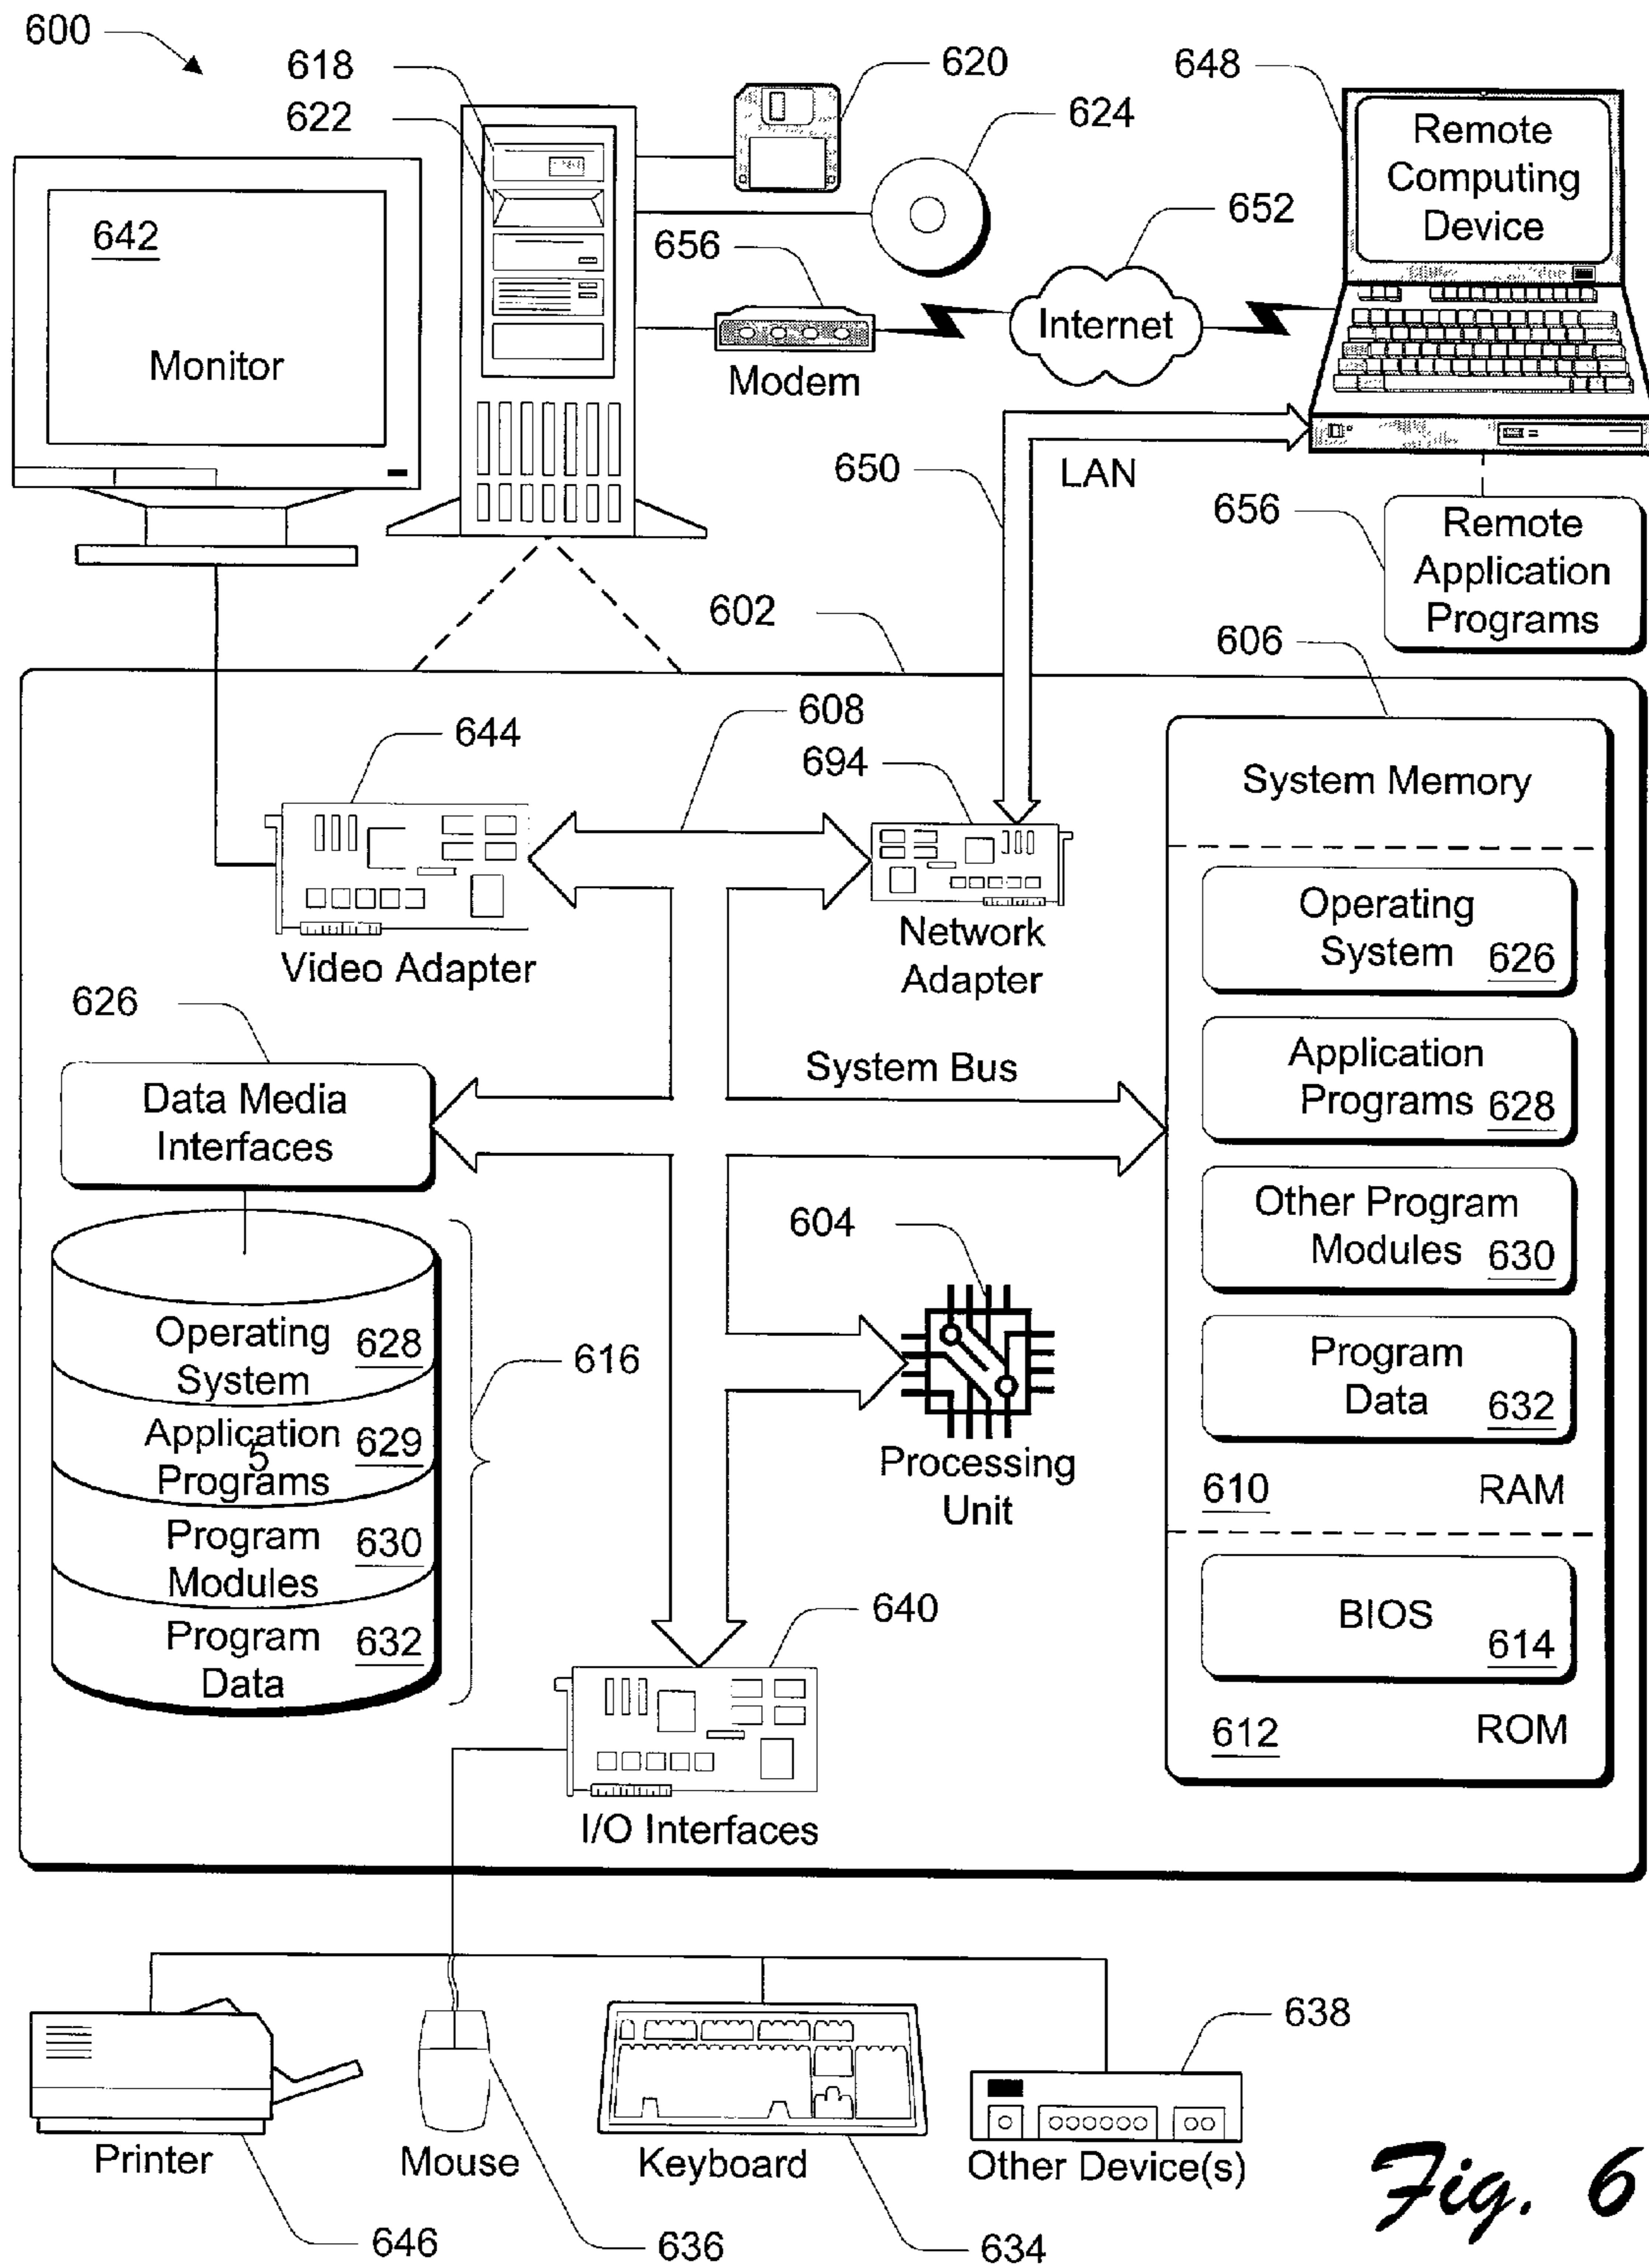 600
618
622
620
624
648
Remote
Computing
Device
642
Monitor
656
Modem
652
Internet
650
LAN
656
Remote
Application
Programs
602
606
608
644
694
Video Adapter
Network
Adapter
System Memory
Operating
System 626
Application
Programs 628
Other Program
Modules 630
Program
Data 632
610 RAM
BIOS
614
612 ROM
626
Data Media
Interfaces
System Bus
604
Processing
Unit
616
Operating
System 628
Application
Programs 629
5
Program
Modules 630
Program
Data 632
640
I/O Interfaces
Printer
646
Mouse
636
Keyboard
634
638
Other Device(s)
Fig. 6